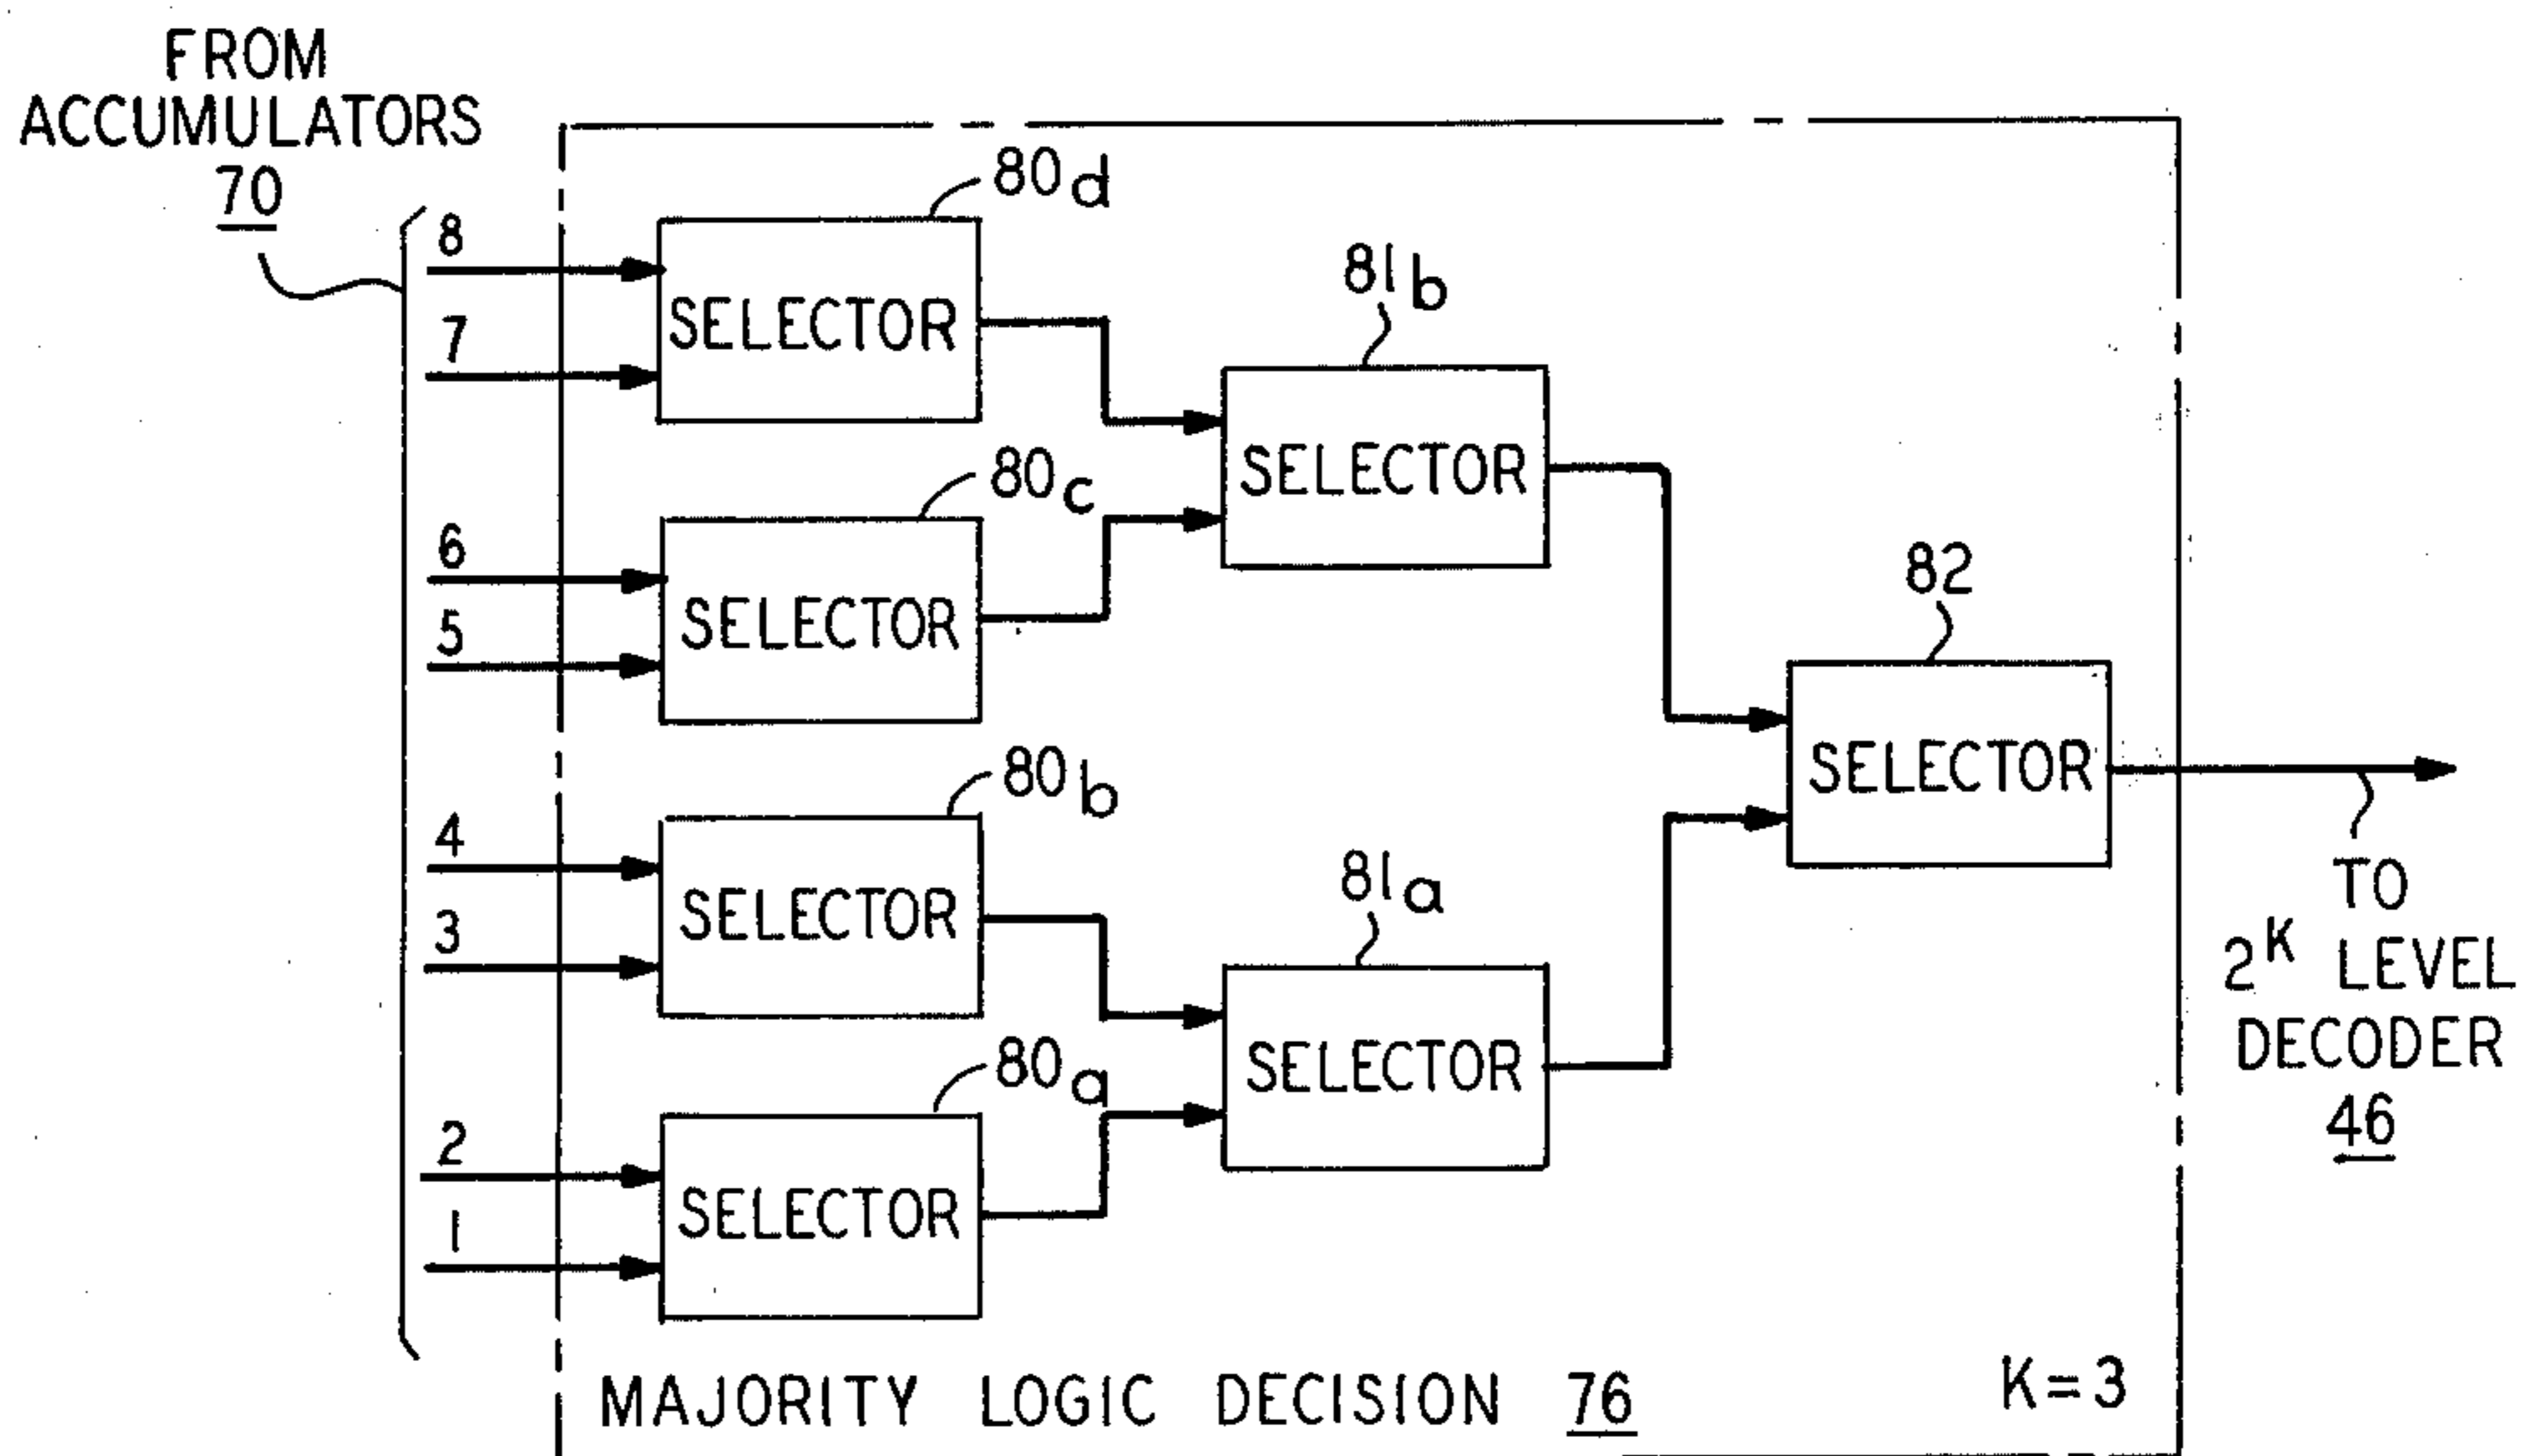 FROM
ACCUMULATORS
70
8
7
6
5
4
3
2
1
80d
SELECTOR
80c
SELECTOR
80b
SELECTOR
80a
SELECTOR
81b
SELECTOR
81a
SELECTOR
82
SELECTOR
TO
2^K LEVEL
DECODER
46
MAJORITY LOGIC DECISION 76
K=3